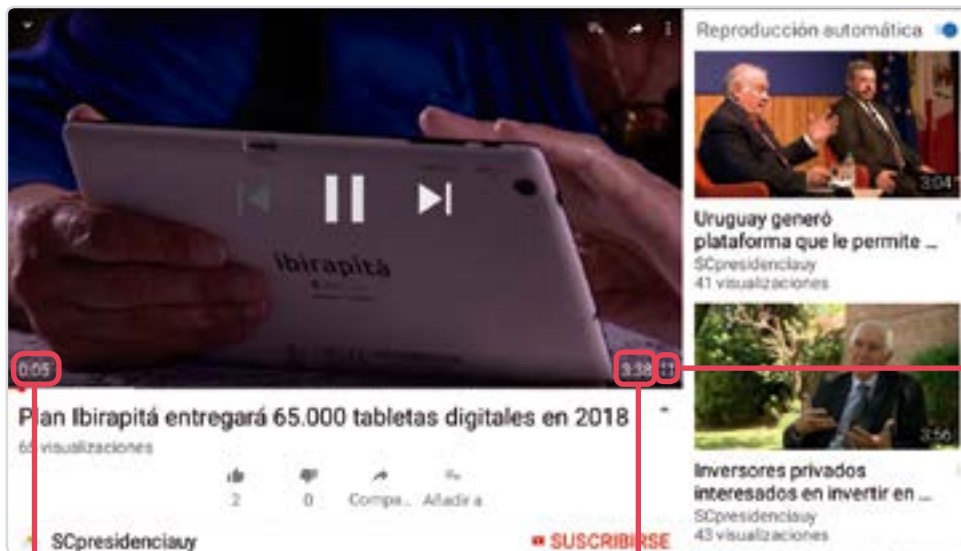 Reproducción automática
ibirapitá
0:05
3:38
Plan Ibirapitá entregará 65.000 tabletas digitales en 2018
65 visualizaciones
2
0
Compa...
Añadir a
SCpresidenciauy
SUSCRIBIRSE
3:04
Uruguay generó
plataforma que le permite ...
SCpresidenciauy
41 visualizaciones
3:56
Inversores privados
interesados en invertir en ...
SCpresidenciauy
43 visualizaciones